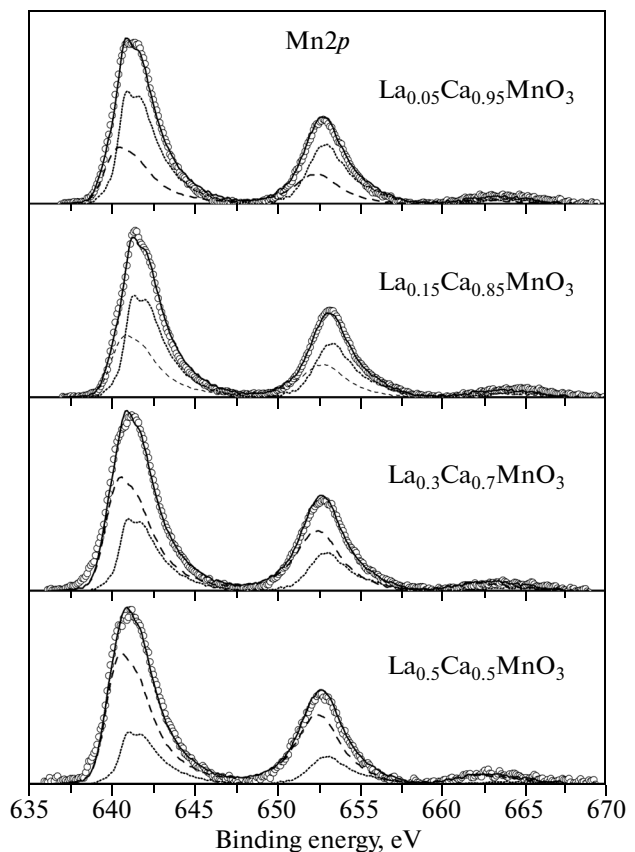 Mn2p
La0.05Ca0.95MnO3
La0.15Ca0.85MnO3
La0.3Ca0.7MnO3
La0.5Ca0.5MnO3
635 640 645 650 655 660 665 670
Binding energy, eV